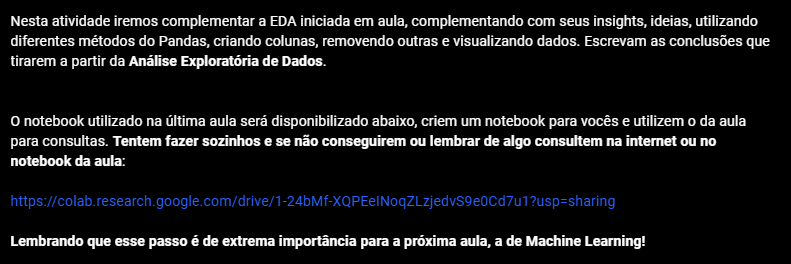 Nesta atividade iremos complementar a EDA iniciada em aula, complementando com seus insights, ideias, utilizando
diferentes métodos do Pandas, criando colunas, removendo outras e visualizando dados. Escrevam as conclusões que
tirarem a partir da Análise Exploratória de Dados.
O notebook utilizado na última aula será disponibilizado abaixo, criem um notebook para vocês e utilizem o da aula
para consultas. Tentem fazer sozinhos e se não conseguirem ou lembrar de algo consultem na internet ou no
notebook da aula:
https://colab.research.google.com/drive/1-24bMf-XQPEeINoqZLzjedvS9e0Cd7u1?usp=sharing
Lembrando que esse passo é de extrema importância para a próxima aula, a de Machine Learning!